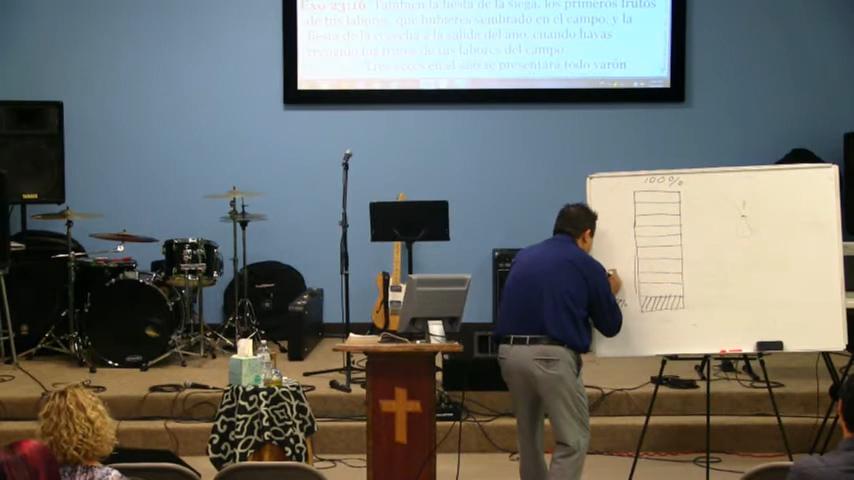 Exo 23:16 También la fiesta de la siega, los primeros frutos
de tus labores, que hubieres sembrado en el campo, y la
fiesta de la cosecha a la salida del año, cuando hayas
recogido los frutos de tus labores del campo.
Tres veces en el año se presentará todo varón
100%
%
YAMAHA